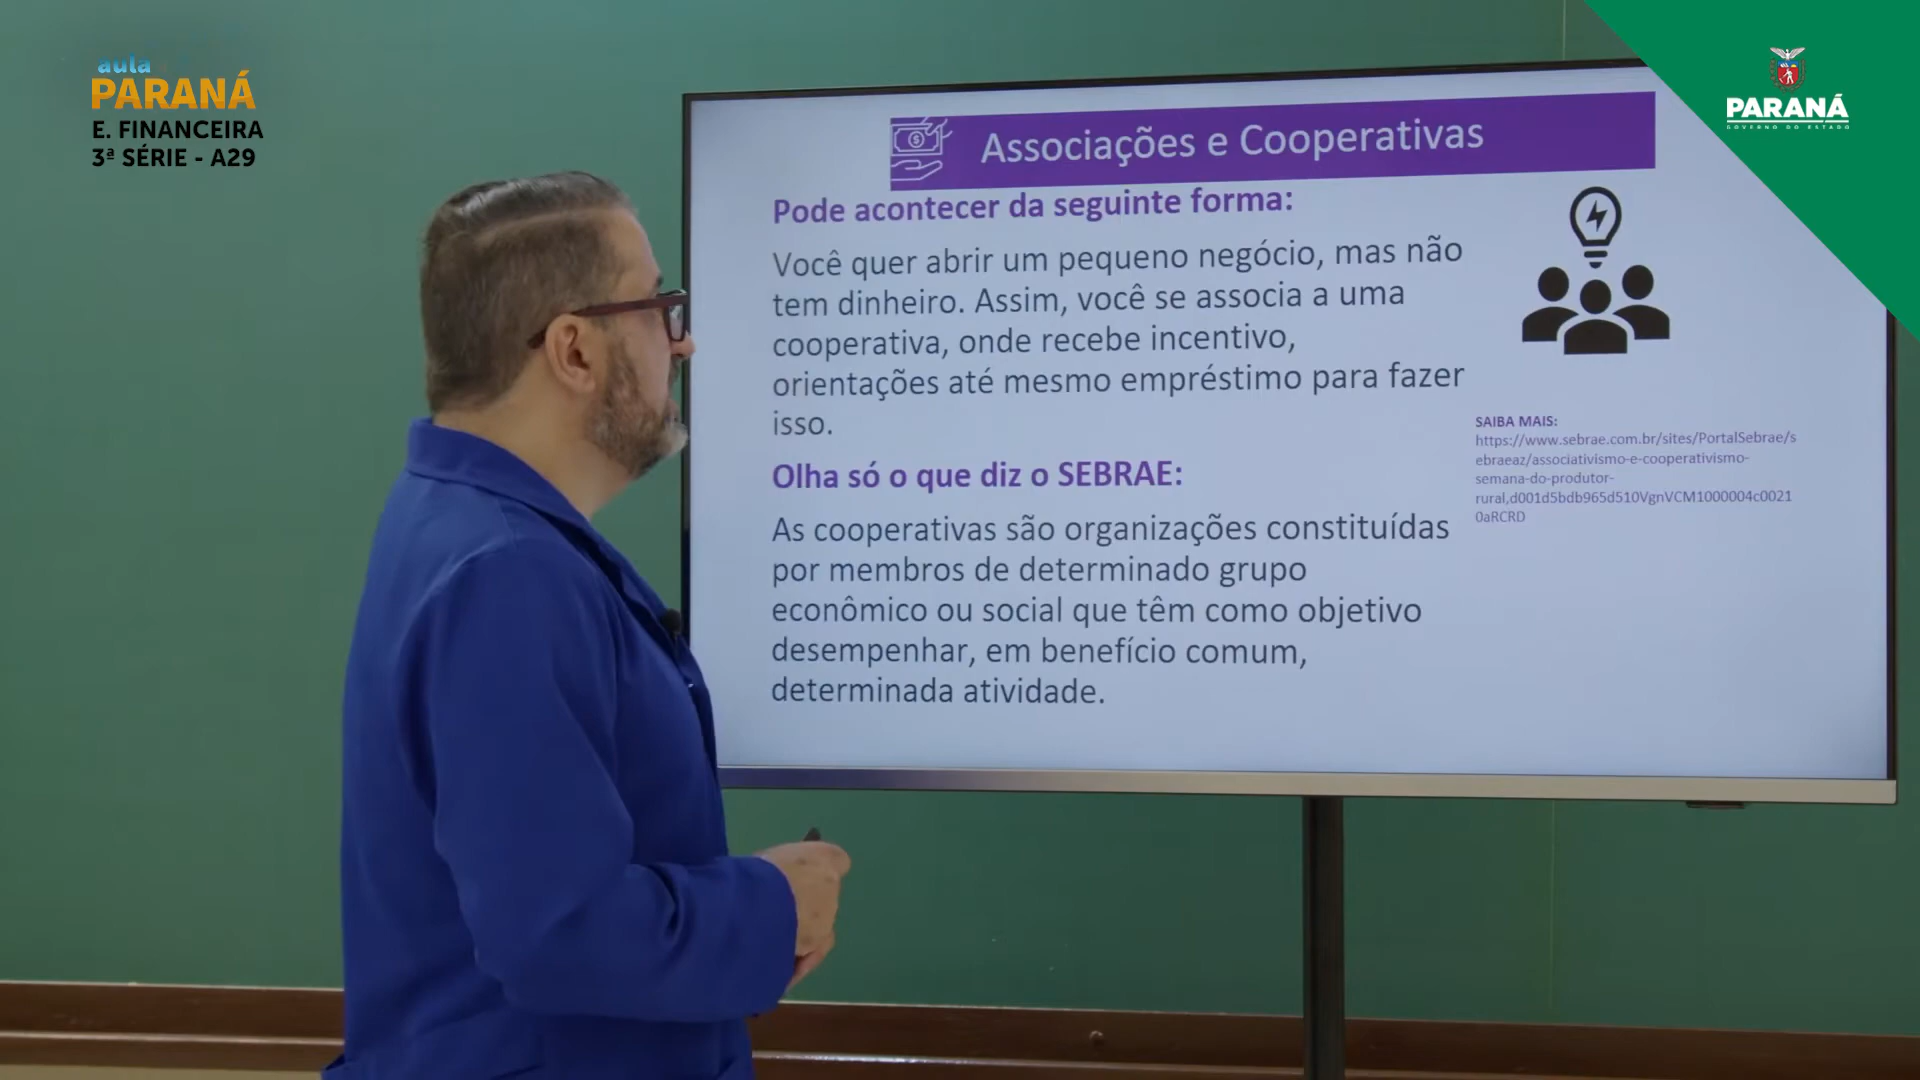 aula
PARANÁ
E. FINANCEIRA
3ª SÉRIE - A29
PARANÁ
GOVERNO DO ESTADO
Associações e Cooperativas
Pode acontecer da seguinte forma:
Você quer abrir um pequeno negócio, mas não
tem dinheiro. Assim, você se associa a uma
cooperativa, onde recebe incentivo,
orientações até mesmo empréstimo para fazer
isso.
Olha só o que diz o SEBRAE:
As cooperativas são organizações constituídas
por membros de determinado grupo
econômico ou social que têm como objetivo
desempenhar, em benefício comum,
determinada atividade.
SAIBA MAIS:
https://www.sebrae.com.br/sites/PortalSebrae/s
ebraeaz/associativismo-e-cooperativismo-
semana-do-produtor-
rural,d001d5bdb965d510VgnVCM1000004c0021
0aRCRD